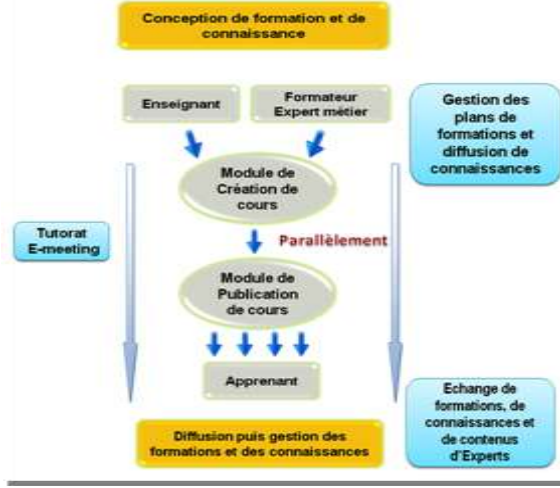 Conception de formation et de
connaissance
Enseignant
Formateur
Expert métier
Gestion des
plans de
formations et
diffusion de
connaissances
Module de
Création de
cours
Tutorat
E-meeting
Parallèlement
Module de
Publication
de cours
Apprenant
Diffusion puis gestion des
formations et des connaissances
Echange de
formations, de
connaissances et
de contenus
d'Experts